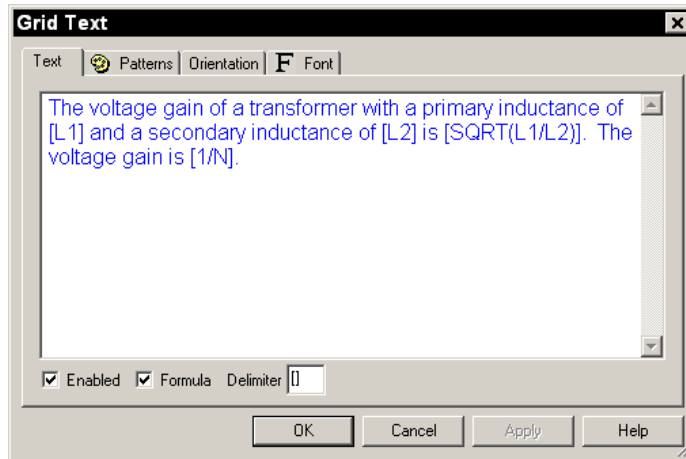 Grid Text
Text Patterns Orientation F Font
The voltage gain of a transformer with a primary inductance of
[L1] and a secondary inductance of [L2] is [SQRT(L1/L2)].  The
voltage gain is [1/N].
Enabled Formula Delimiter []
OK Cancel Apply Help